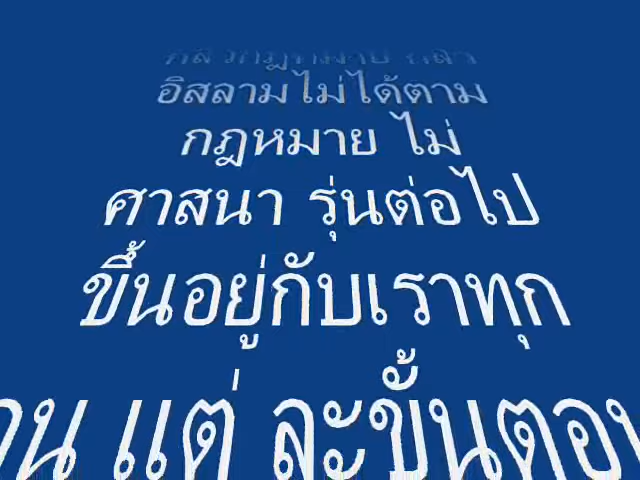 อิสลามไม่ได้ตาม
กฎหมาย ไม่
ศาสนา รุ่นต่อไป
ขึ้นอยู่กับเราทุก
แต่ ละขั้นตอน